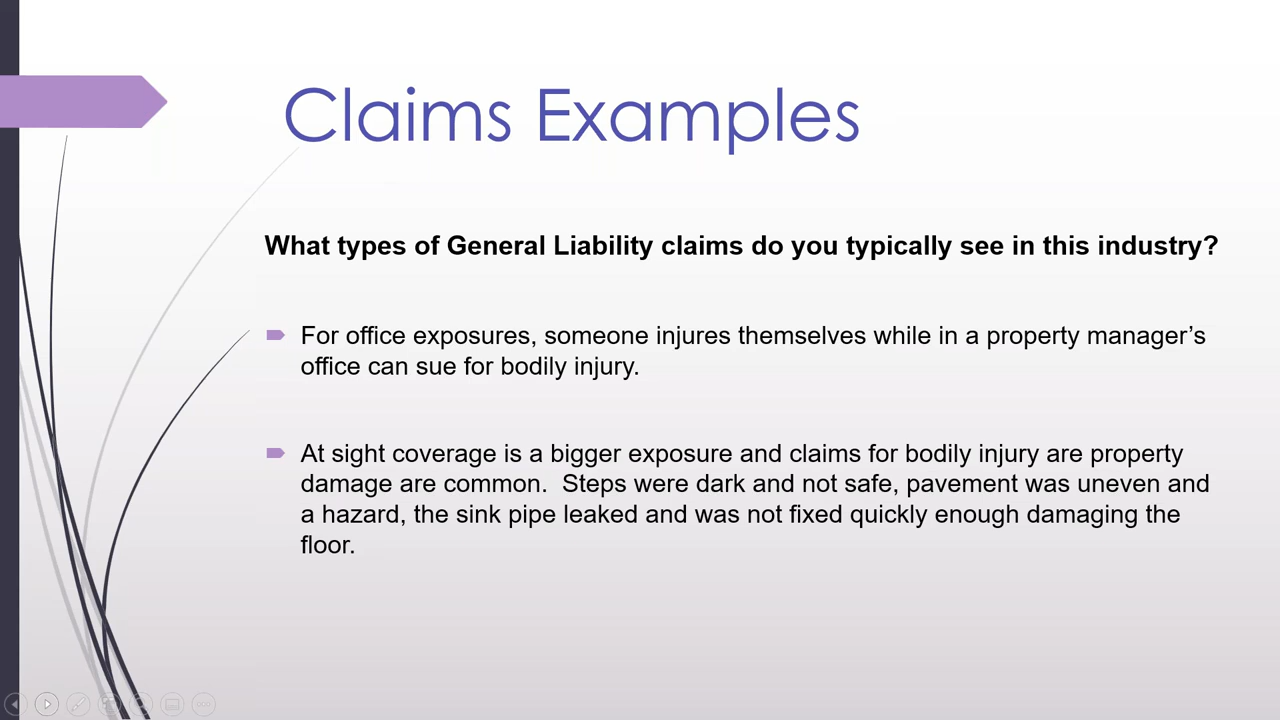 Claims Examples
What types of General Liability claims do you typically see in this industry?
For office exposures, someone injures themselves while in a property manager’s
office can sue for bodily injury.
At sight coverage is a bigger exposure and claims for bodily injury are property
damage are common.  Steps were dark and not safe, pavement was uneven and
a hazard, the sink pipe leaked and was not fixed quickly enough damaging the
floor.